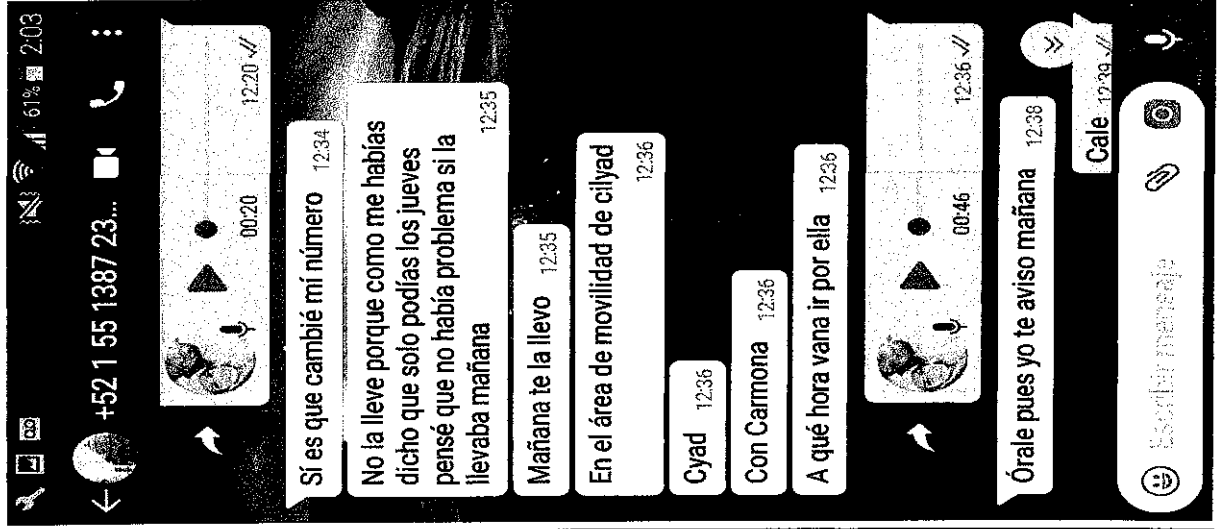 61% 2:03
+52 1 55 1387 23...
00:20 12:20
Sí es que cambié mí número 12:34
No la lleve porque como me habías
dicho que solo podías los jueves
pensé que no había problema si la
llevaba mañana 12:35
Mañana te la llevo 12:35
En el área de movilidad de cilyad
12:36
Cyad 12:36
Con Carmona 12:36
A qué hora vana ir por ella 12:36
00:46 12:36
Órale pues yo te aviso mañana 12:38
Cale 12:39
Escribir mensaje